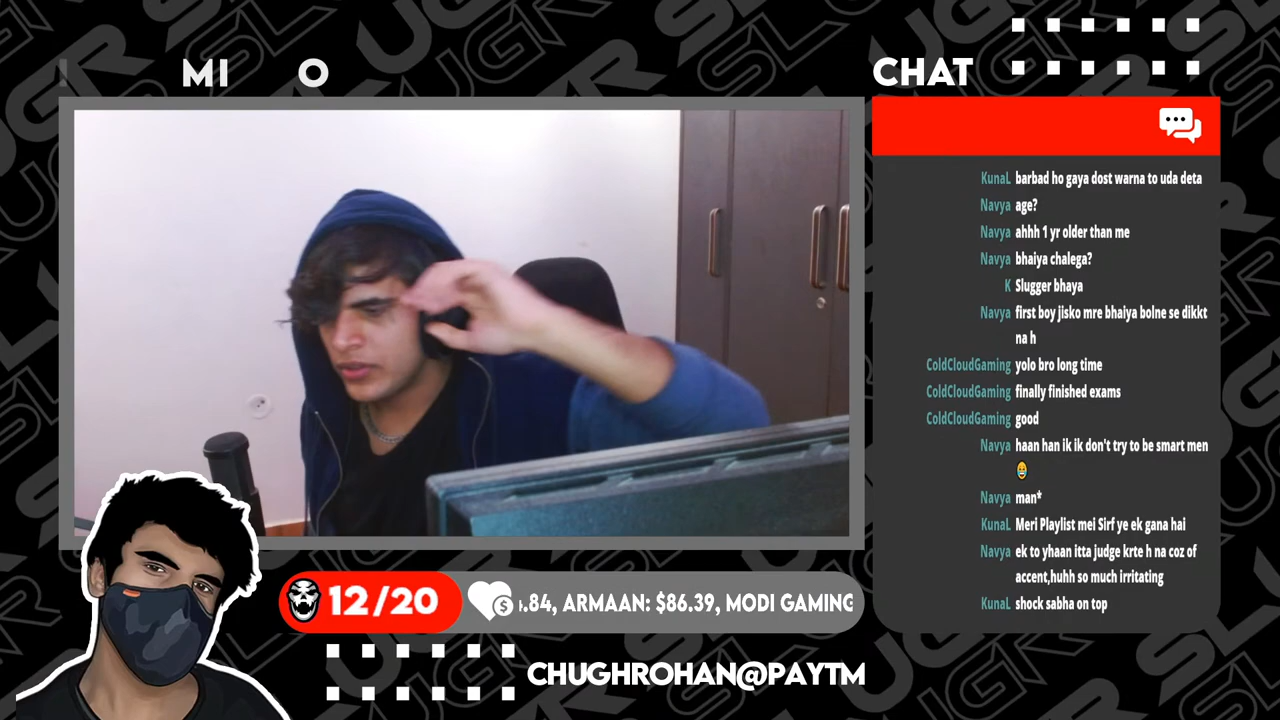 MI O
CHAT
KunaL barbad ho gaya dost warna to uda deta
Navya age?
Navya ahhh 1 yr older than me
Navya bhaiya chalega?
K Slugger bhaya
Navya first boy jisko mre bhaiya bolne se dikkt
na h
ColdCloudGaming yolo bro long time
ColdCloudGaming finally finished exams
ColdCloudGaming good
Navya haan han ik ik don't try to be smart men
😂
Navya man*
KunaL Meri Playlist mei Sirf ye ek gana hai
Navya ek to yhaan itta judge krte h na coz of
accent,huhh so much irritating
KunaL shock sabha on top
12/20
.84, ARMAAN: $86.39, MODI GAMING
CHUGHROHAN@PAYTM